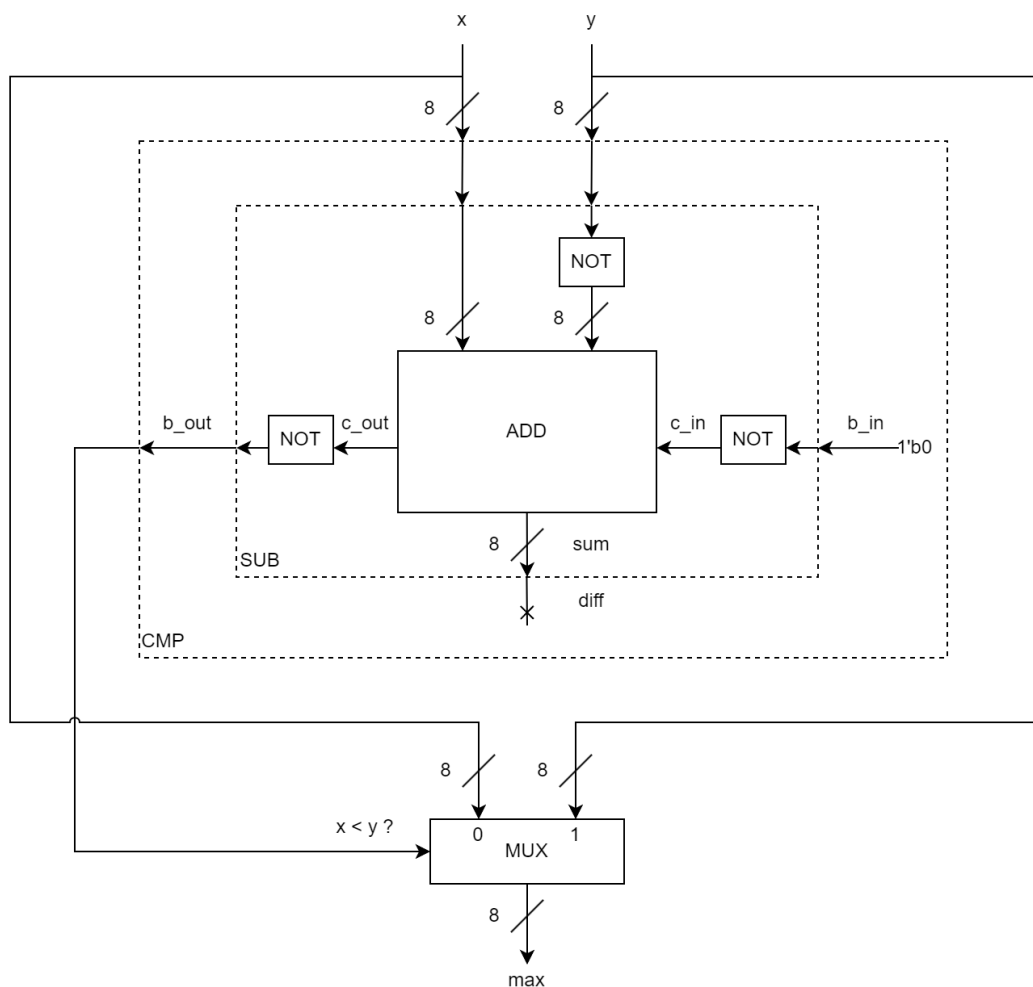 x
y
8
8
NOT
8
8
b_out
NOT
c_out
ADD
c_in
NOT
b_in
1'b0
8
sum
SUB
diff
CMP
8
8
x < y ?
0
1
MUX
8
max